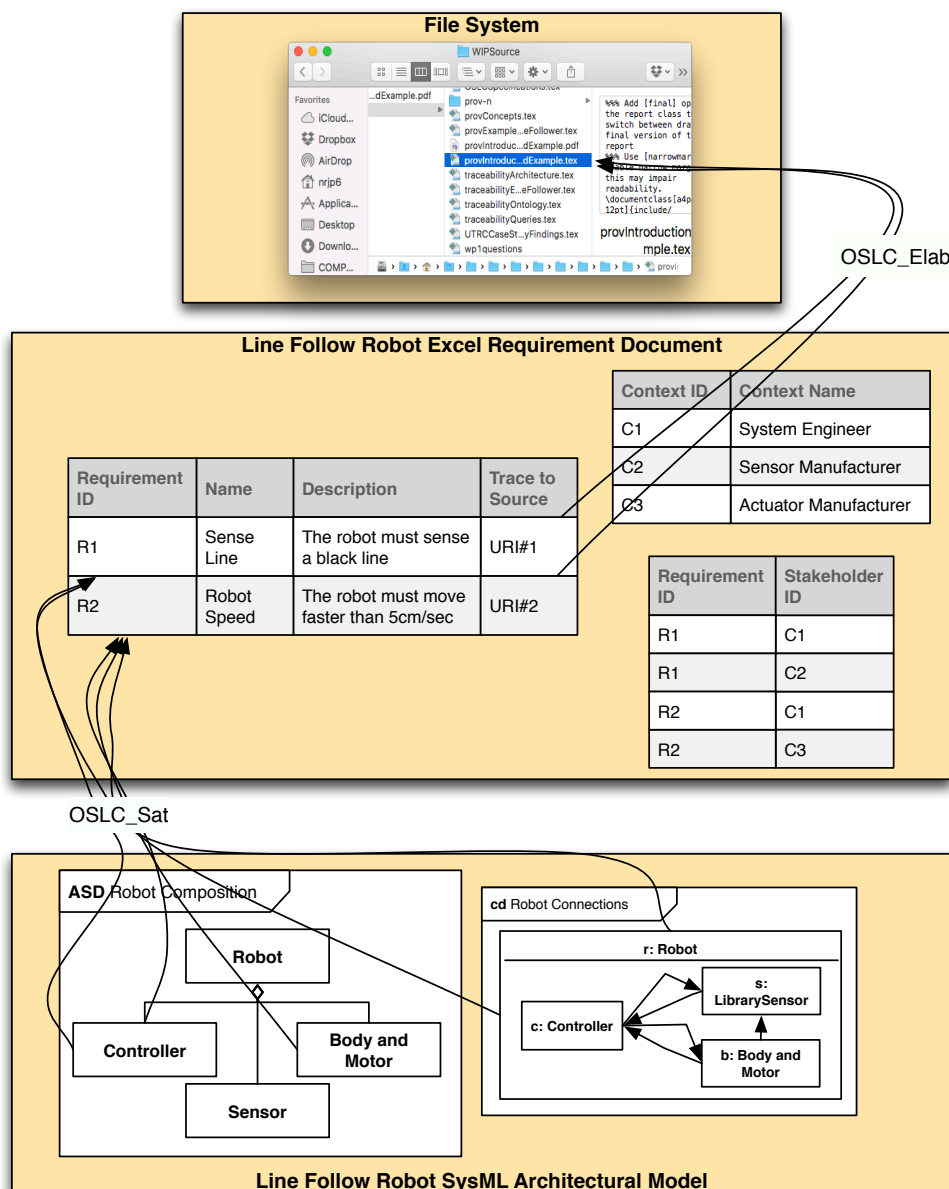 File System
WIPSource
Favorites
iCloud...
Dropbox
AirDrop
nrjp6
Applica...
Desktop
Downlo...
COMP...
...dExample.pdf
prov-n
provConcepts.tex
provExample...eFollower.tex
provIntroduc...dExample.pdf
provIntroduc...dExample.tex
traceabilityArchitecture.tex
traceabilityE...eFollower.tex
traceabilityOntology.tex
traceabilityQueries.tex
UTRCCaseSt...yFindings.tex
wp1questions
%%% Add [final] op
the report class t
switch between dra
final version of t
report
%%% Use [narrowmar
this may impair
readability.
\documentclass[a4p
12pt]{include/
provIntroduction
mple.tex
provIn
OSLC_Elab
Line Follow Robot Excel Requirement Document
Context ID Context Name
C1 System Engineer
C2 Sensor Manufacturer
C3 Actuator Manufacturer
Requirement ID Name Description Trace to Source
R1 Sense Line The robot must sense a black line URI#1
R2 Robot Speed The robot must move faster than 5cm/sec URI#2
Requirement ID Stakeholder ID
R1 C1
R1 C2
R2 C1
R2 C3
OSLC_Sat
ASD Robot Composition
Robot
Controller
Body and
Motor
Sensor
cd Robot Connections
r: Robot
c: Controller
s:
LibrarySensor
b: Body and
Motor
Line Follow Robot SysML Architectural Model